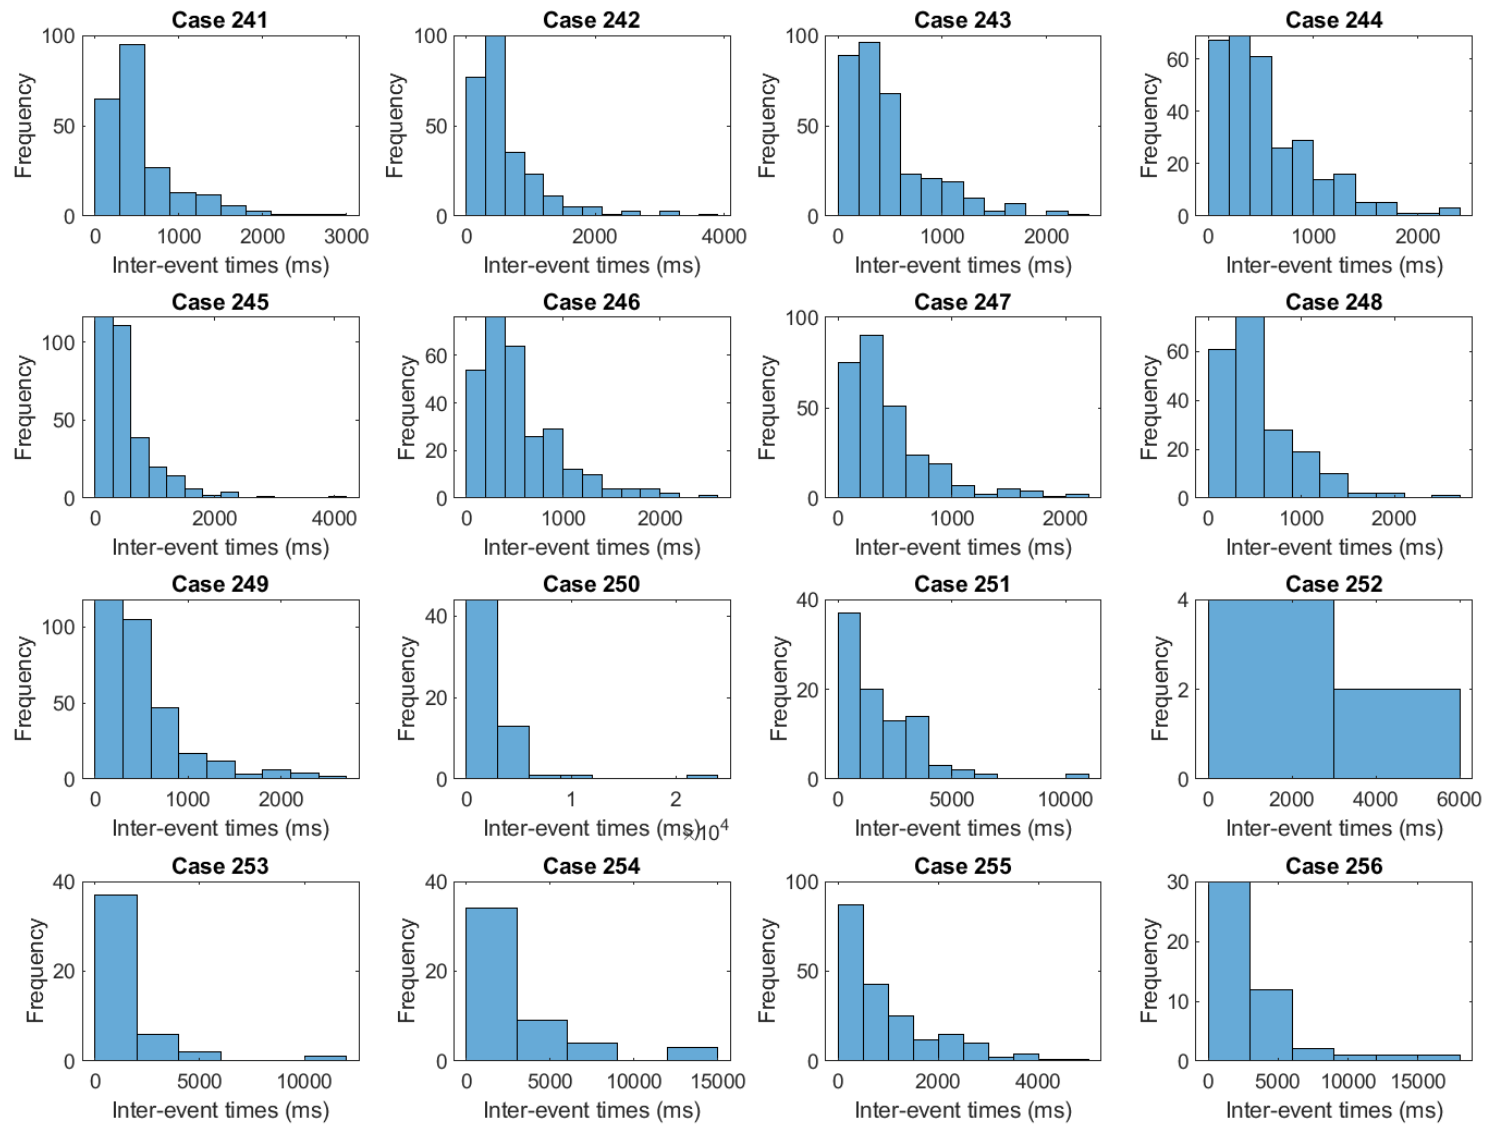 Case 241 Case 242 Case 243 Case 244
100 100 100 60
50 50 50 40
0 0 0 20
0
Frequency Frequency Frequency Frequency
0 1000 2000 3000 0 2000 4000 0 1000 2000 0 1000 2000
Inter-event times (ms) Inter-event times (ms) Inter-event times (ms) Inter-event times (ms)
Case 245 Case 246 Case 247 Case 248
100 60 100 60
50 40 50 40
0 20 0 20
0 0
Frequency Frequency Frequency Frequency
0 2000 4000 0 1000 2000 0 1000 2000 0 1000 2000
Inter-event times (ms) Inter-event times (ms) Inter-event times (ms) Inter-event times (ms)
Case 249 Case 250 Case 251 Case 252
100 40 40 4
50 20 20 2
0 0 0 0
Frequency Frequency Frequency Frequency
0 1000 2000 0 1 2 0 5000 10000 0 2000 4000 6000
Inter-event times (ms) Inter-event times (ms) ×10^4 Inter-event times (ms) Inter-event times (ms)
Case 253 Case 254 Case 255 Case 256
40 40 100 30
20 20 50 20
0 0 0 10
0
Frequency Frequency Frequency Frequency
0 5000 10000 0 5000 10000 15000 0 2000 4000 0 5000 10000 15000
Inter-event times (ms) Inter-event times (ms) Inter-event times (ms) Inter-event times (ms)